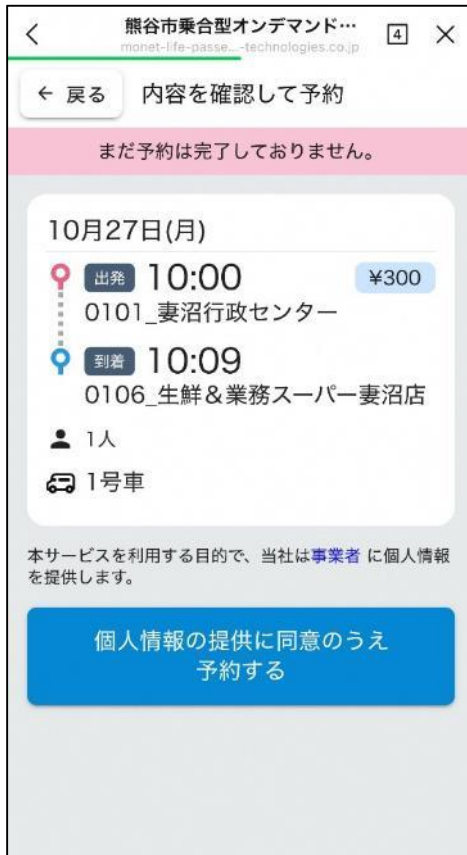 熊谷市乗合型オンデマンド…
monet-life-passe...-technologies.co.jp
4
戻る
内容を確認して予約
まだ予約は完了しておりません。
10月27日(月)
出発 10:00 ¥300
0101_妻沼行政センター
到着 10:09
0106_生鮮&業務スーパー妻沼店
1人
1号車
本サービスを利用する目的で、当社は事業者 に個人情報
を提供します。
個人情報の提供に同意のうえ
予約する